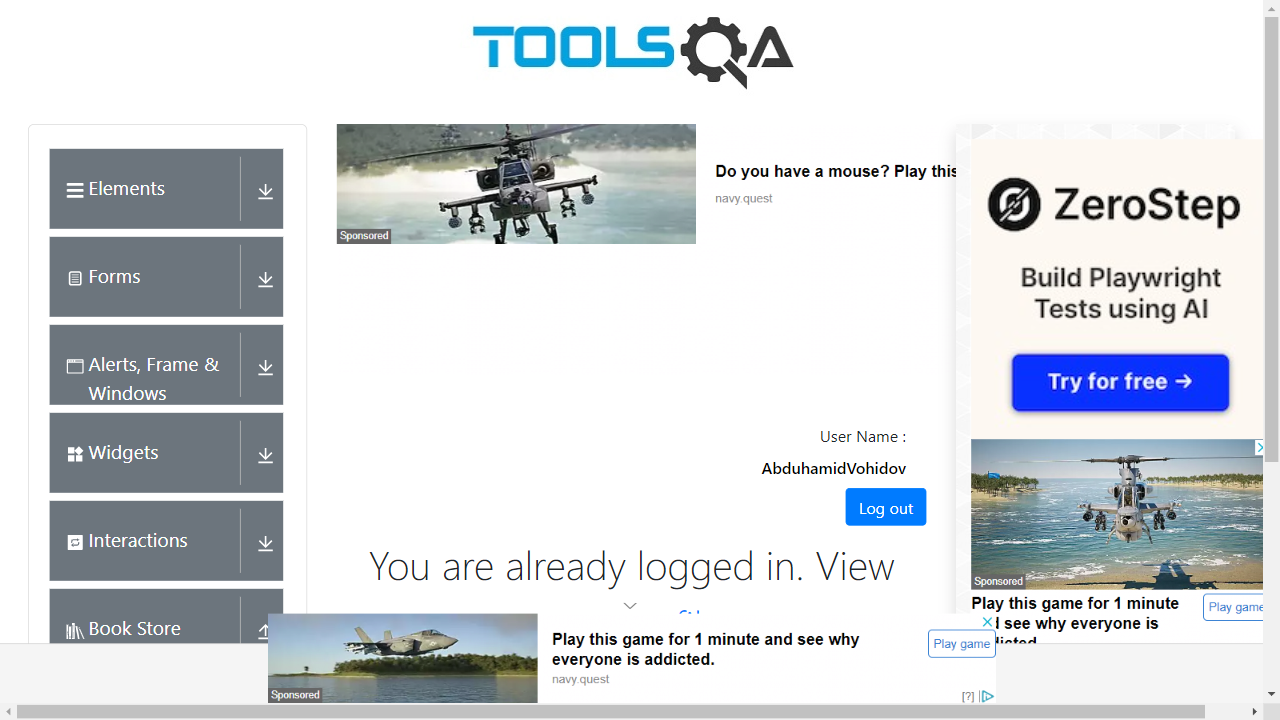 TOOLSQA
Elements
Forms
Alerts, Frame &
Windows
Widgets
Interactions
Book Store
Sponsored
Do you have a mouse? Play this
navy.quest
User Name :
AbduhamidVohidov
Log out
You are already logged in. View
ZeroStep
Build Playwright
Tests using AI
Try for free →
Sponsored
Play this game for 1 minute
see why everyone is
Play game
Sponsored
Play this game for 1 minute and see why
everyone is addicted.
navy.quest
Play game
[?]